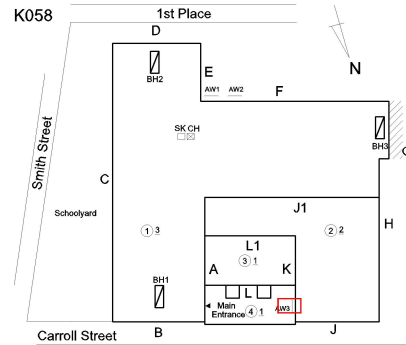 K058
1st Place
D
E
F
N
BH2
AW1 AW2
BH3
SK CH
Smith Street
C
Schoolyard
1 3
J1
2 2
H
L1
3 1
A
K
BH1
L
Main
Entrance
4 1
AW3
B
J
Carroll Street